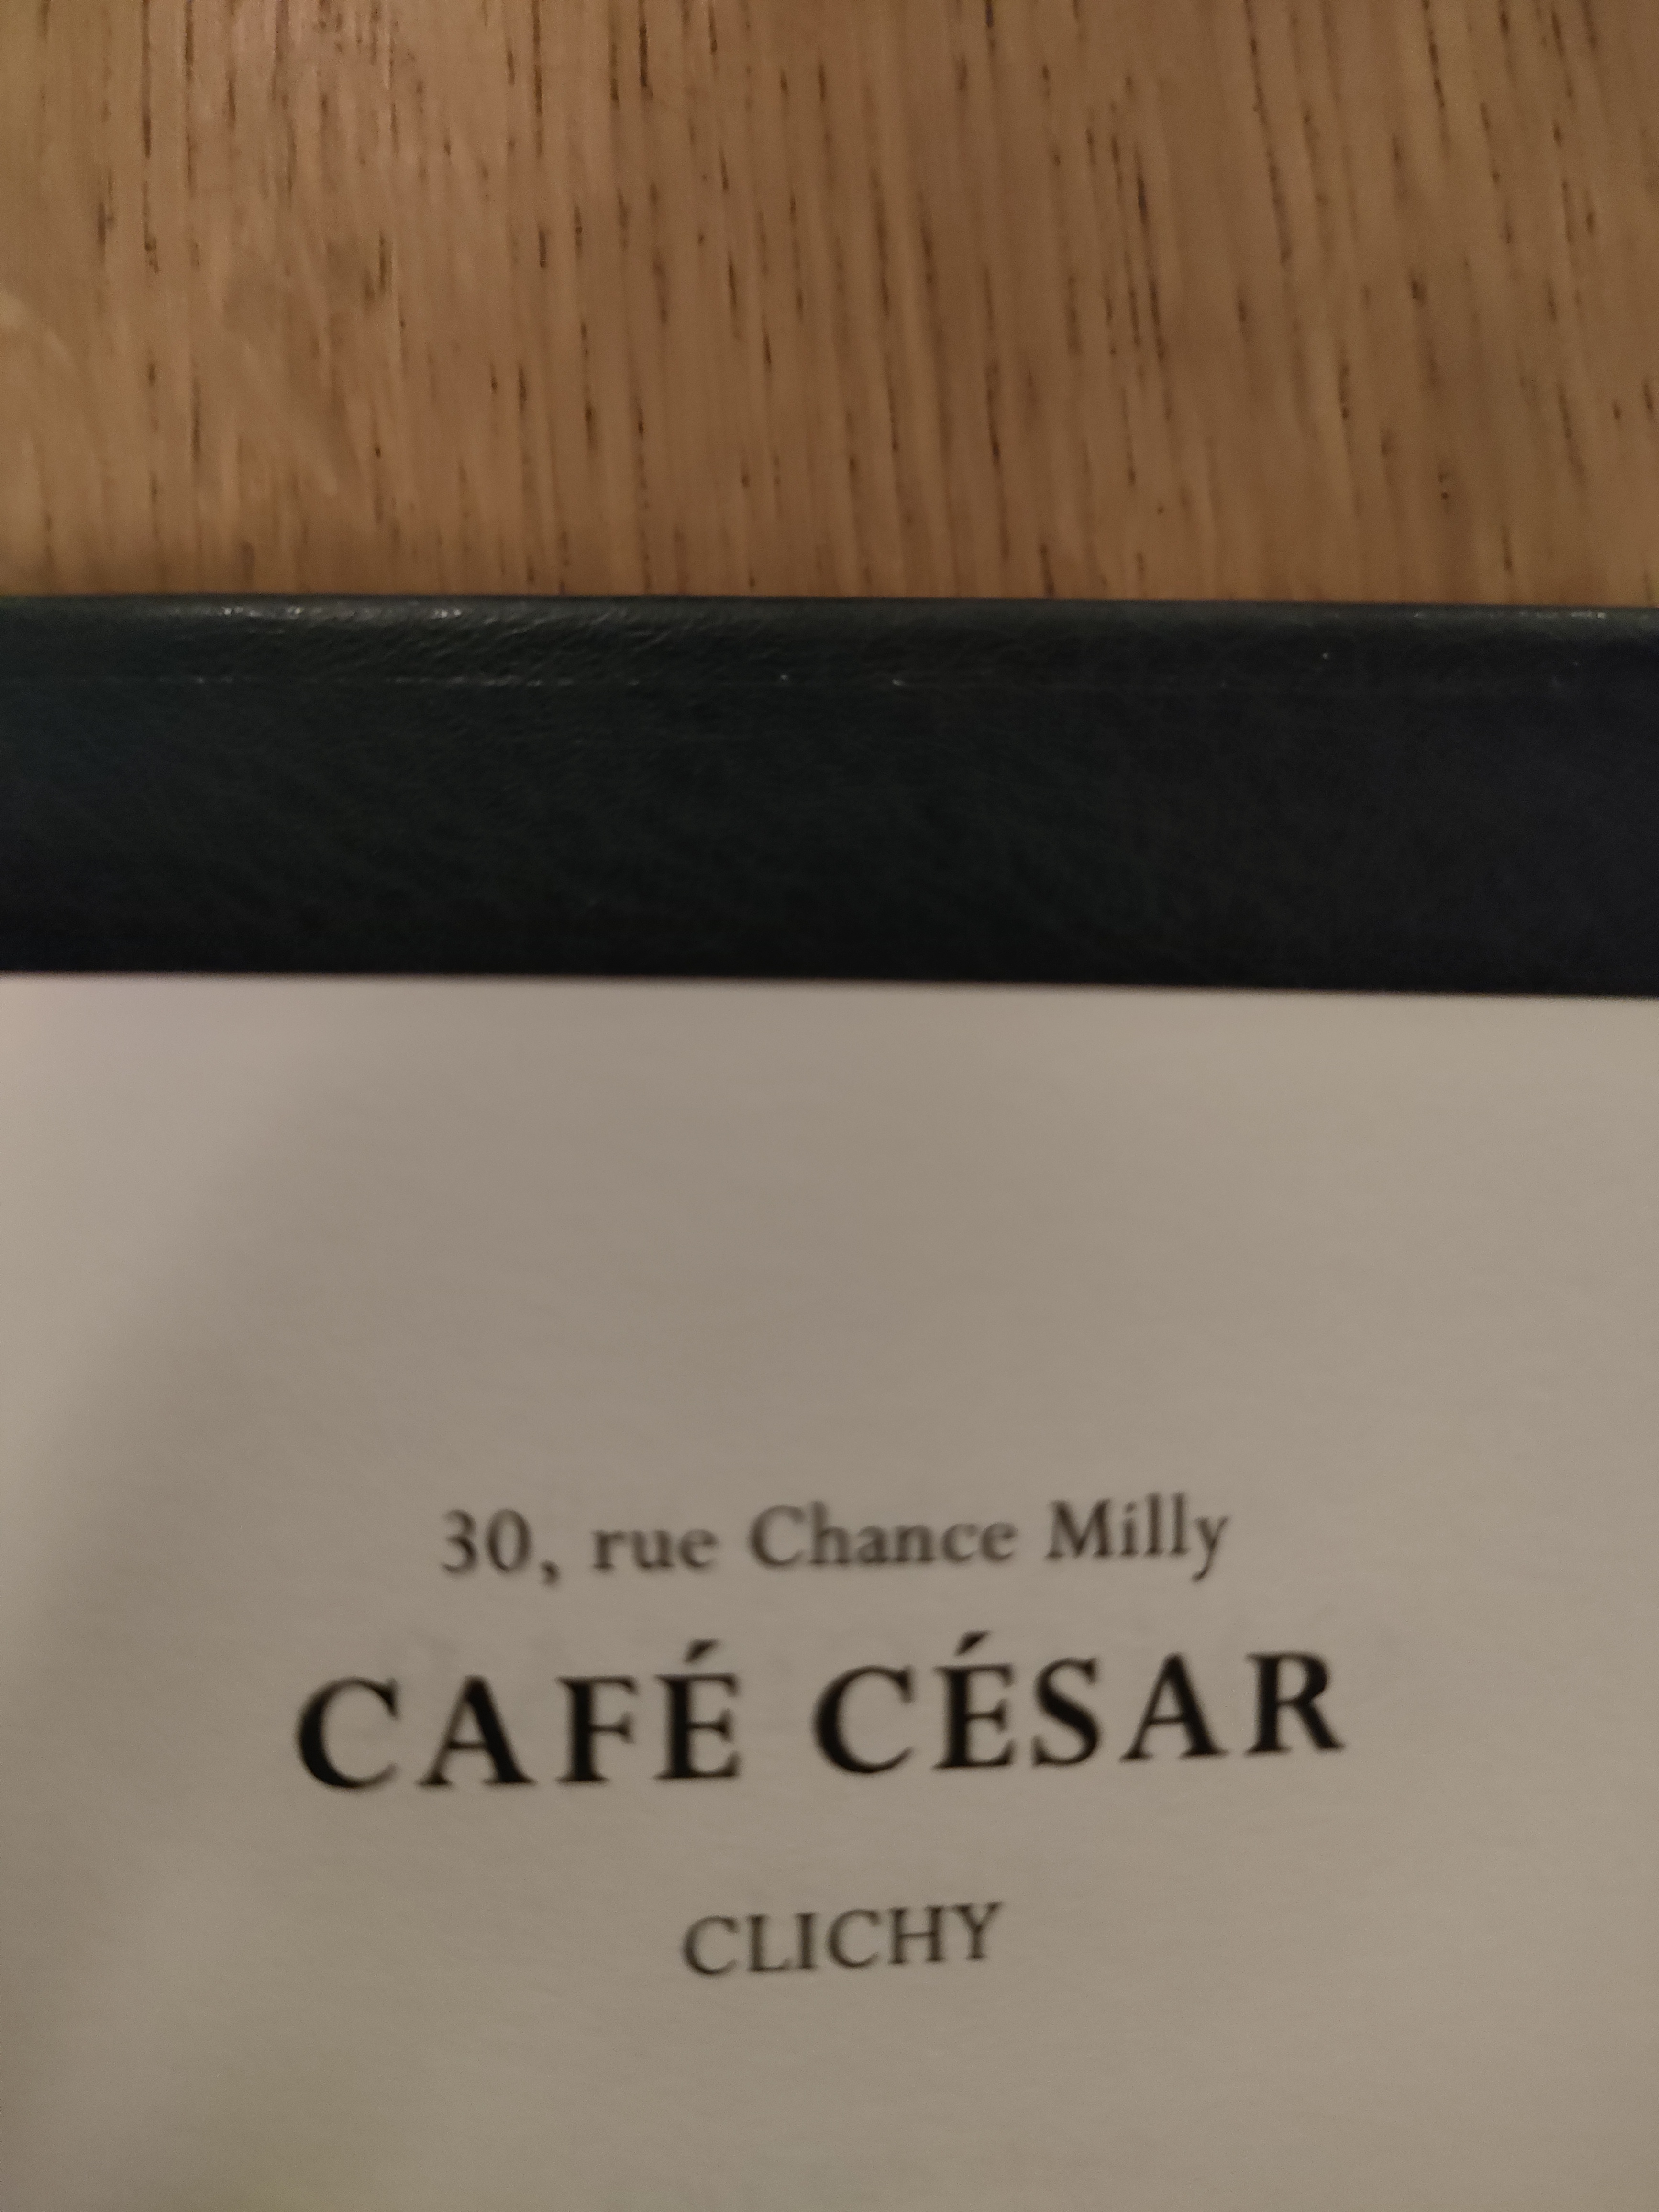 30, rue Chance Milly
CAFÉ CÉSAR
CLICHY